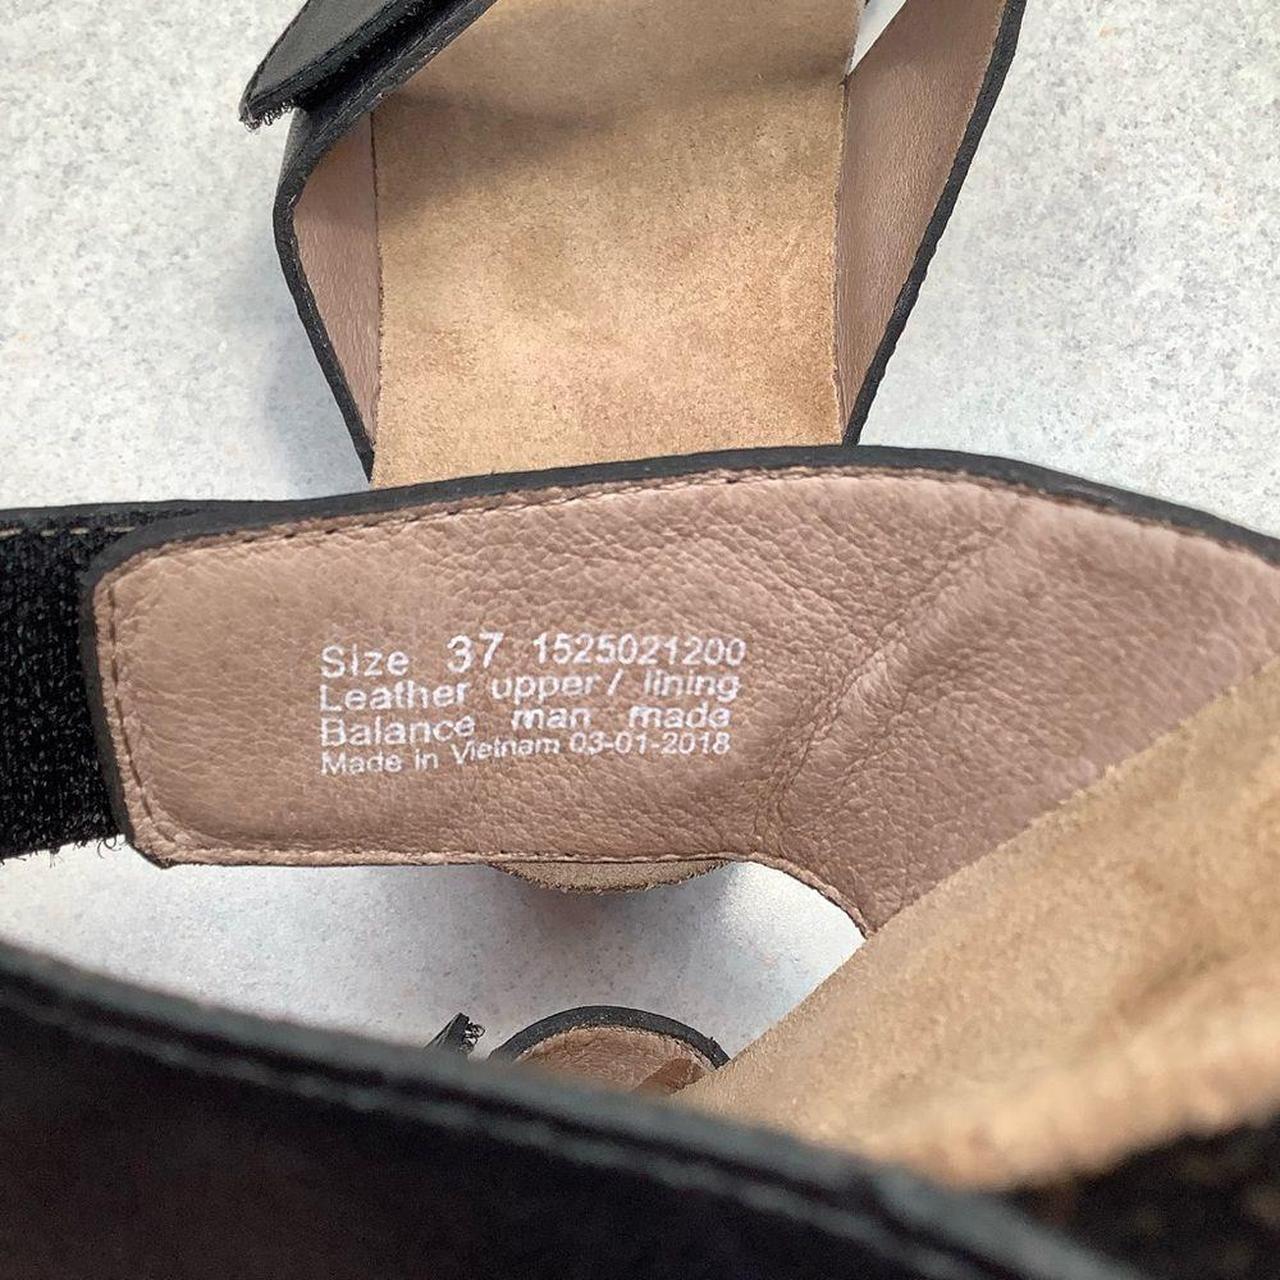 Size 37 1525021200
Leather upper/ lining
Balance man made
Made in Vietnam 03-01-2018